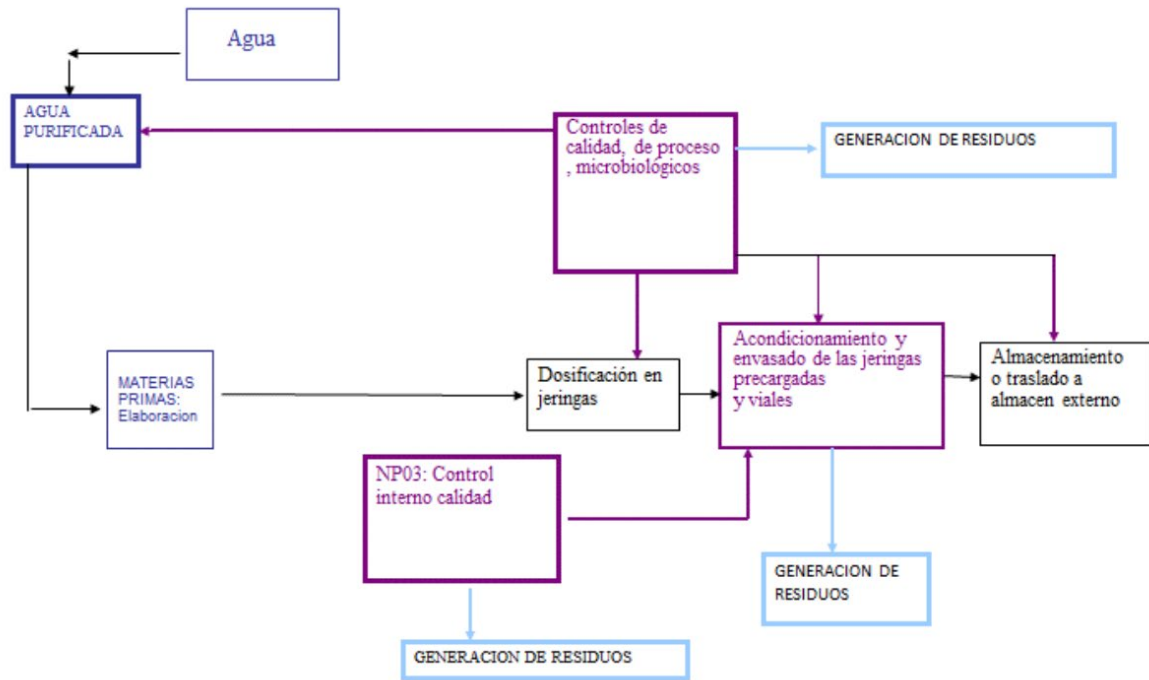 Agua
AGUA
PURIFICADA
Controles de
calidad, de proceso
, microbiológicos
GENERACION DE RESIDUOS
MATERIAS
PRIMAS:
Elaboracion
Dosificación en
jeringas
Acondicionamiento y
envasado de las jeringas
precargadas
y viales
Almacenamiento
o traslado a
almacen externo
NP03: Control
interno calidad
GENERACION DE
RESIDUOS
GENERACION DE RESIDUOS